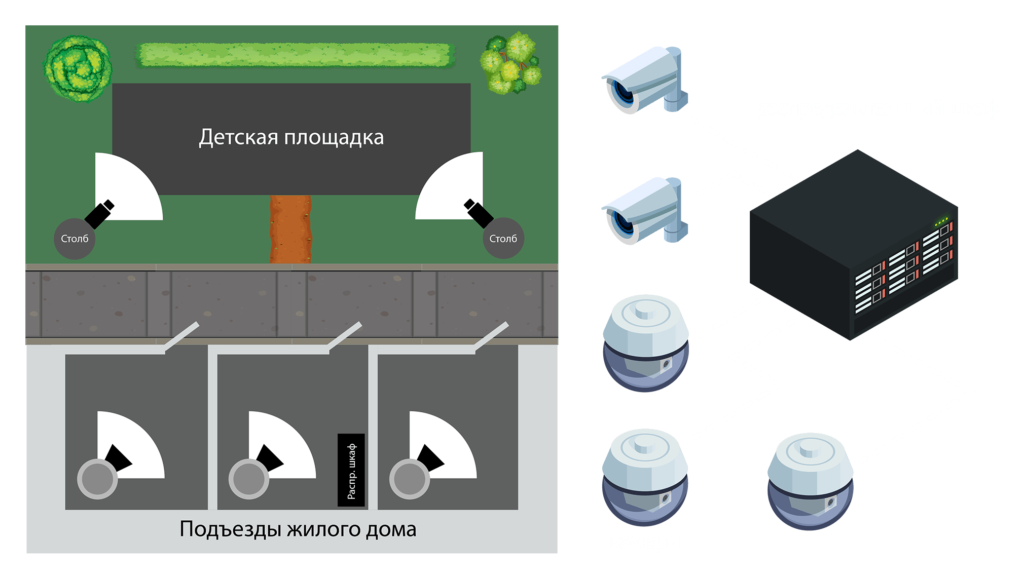 Детская площадка
Столб
Столб
Распр. шкаф
Подъезды жилого дома